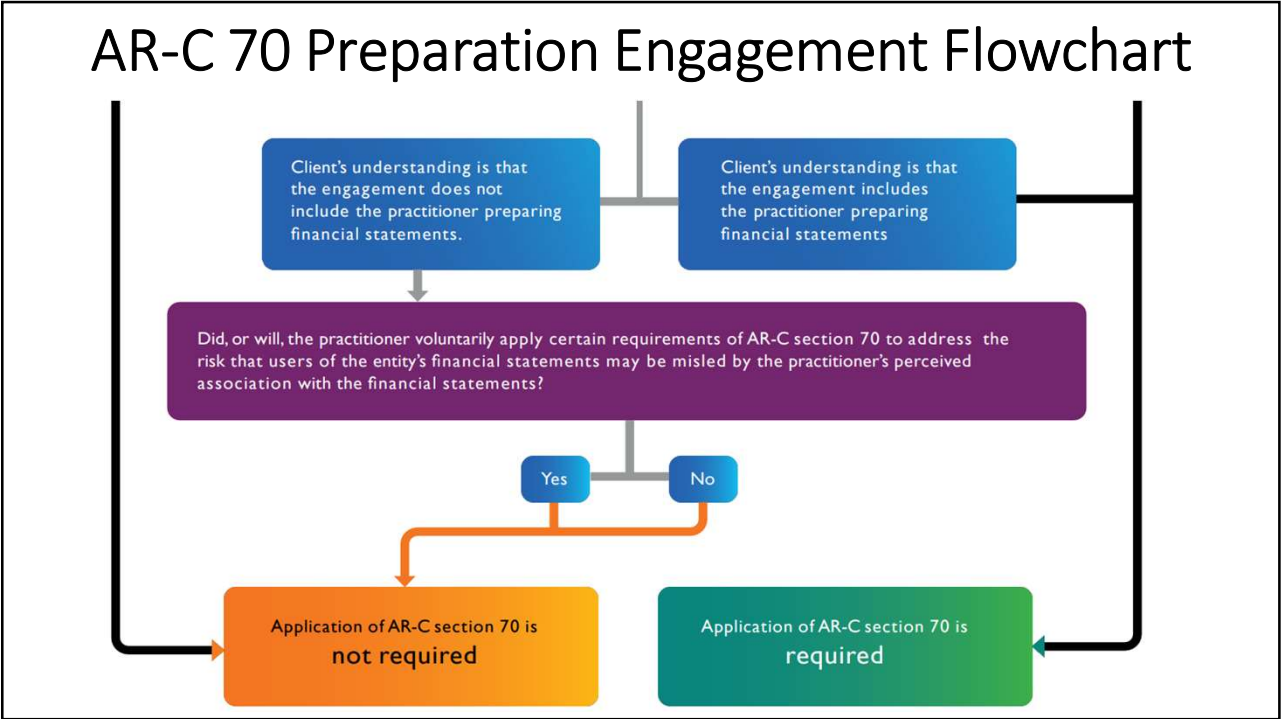 AR-C 70 Preparation Engagement Flowchart
Client's understanding is that
the engagement does not
include the practitioner preparing
financial statements.
Client's understanding is that
the engagement includes
the practitioner preparing
financial statements
Did, or will, the practitioner voluntarily apply certain requirements of AR-C section 70 to address the
risk that users of the entity's financial statements may be misled by the practitioner's perceived
association with the financial statements?
Yes
No
Application of AR-C section 70 is
not required
Application of AR-C section 70 is
required